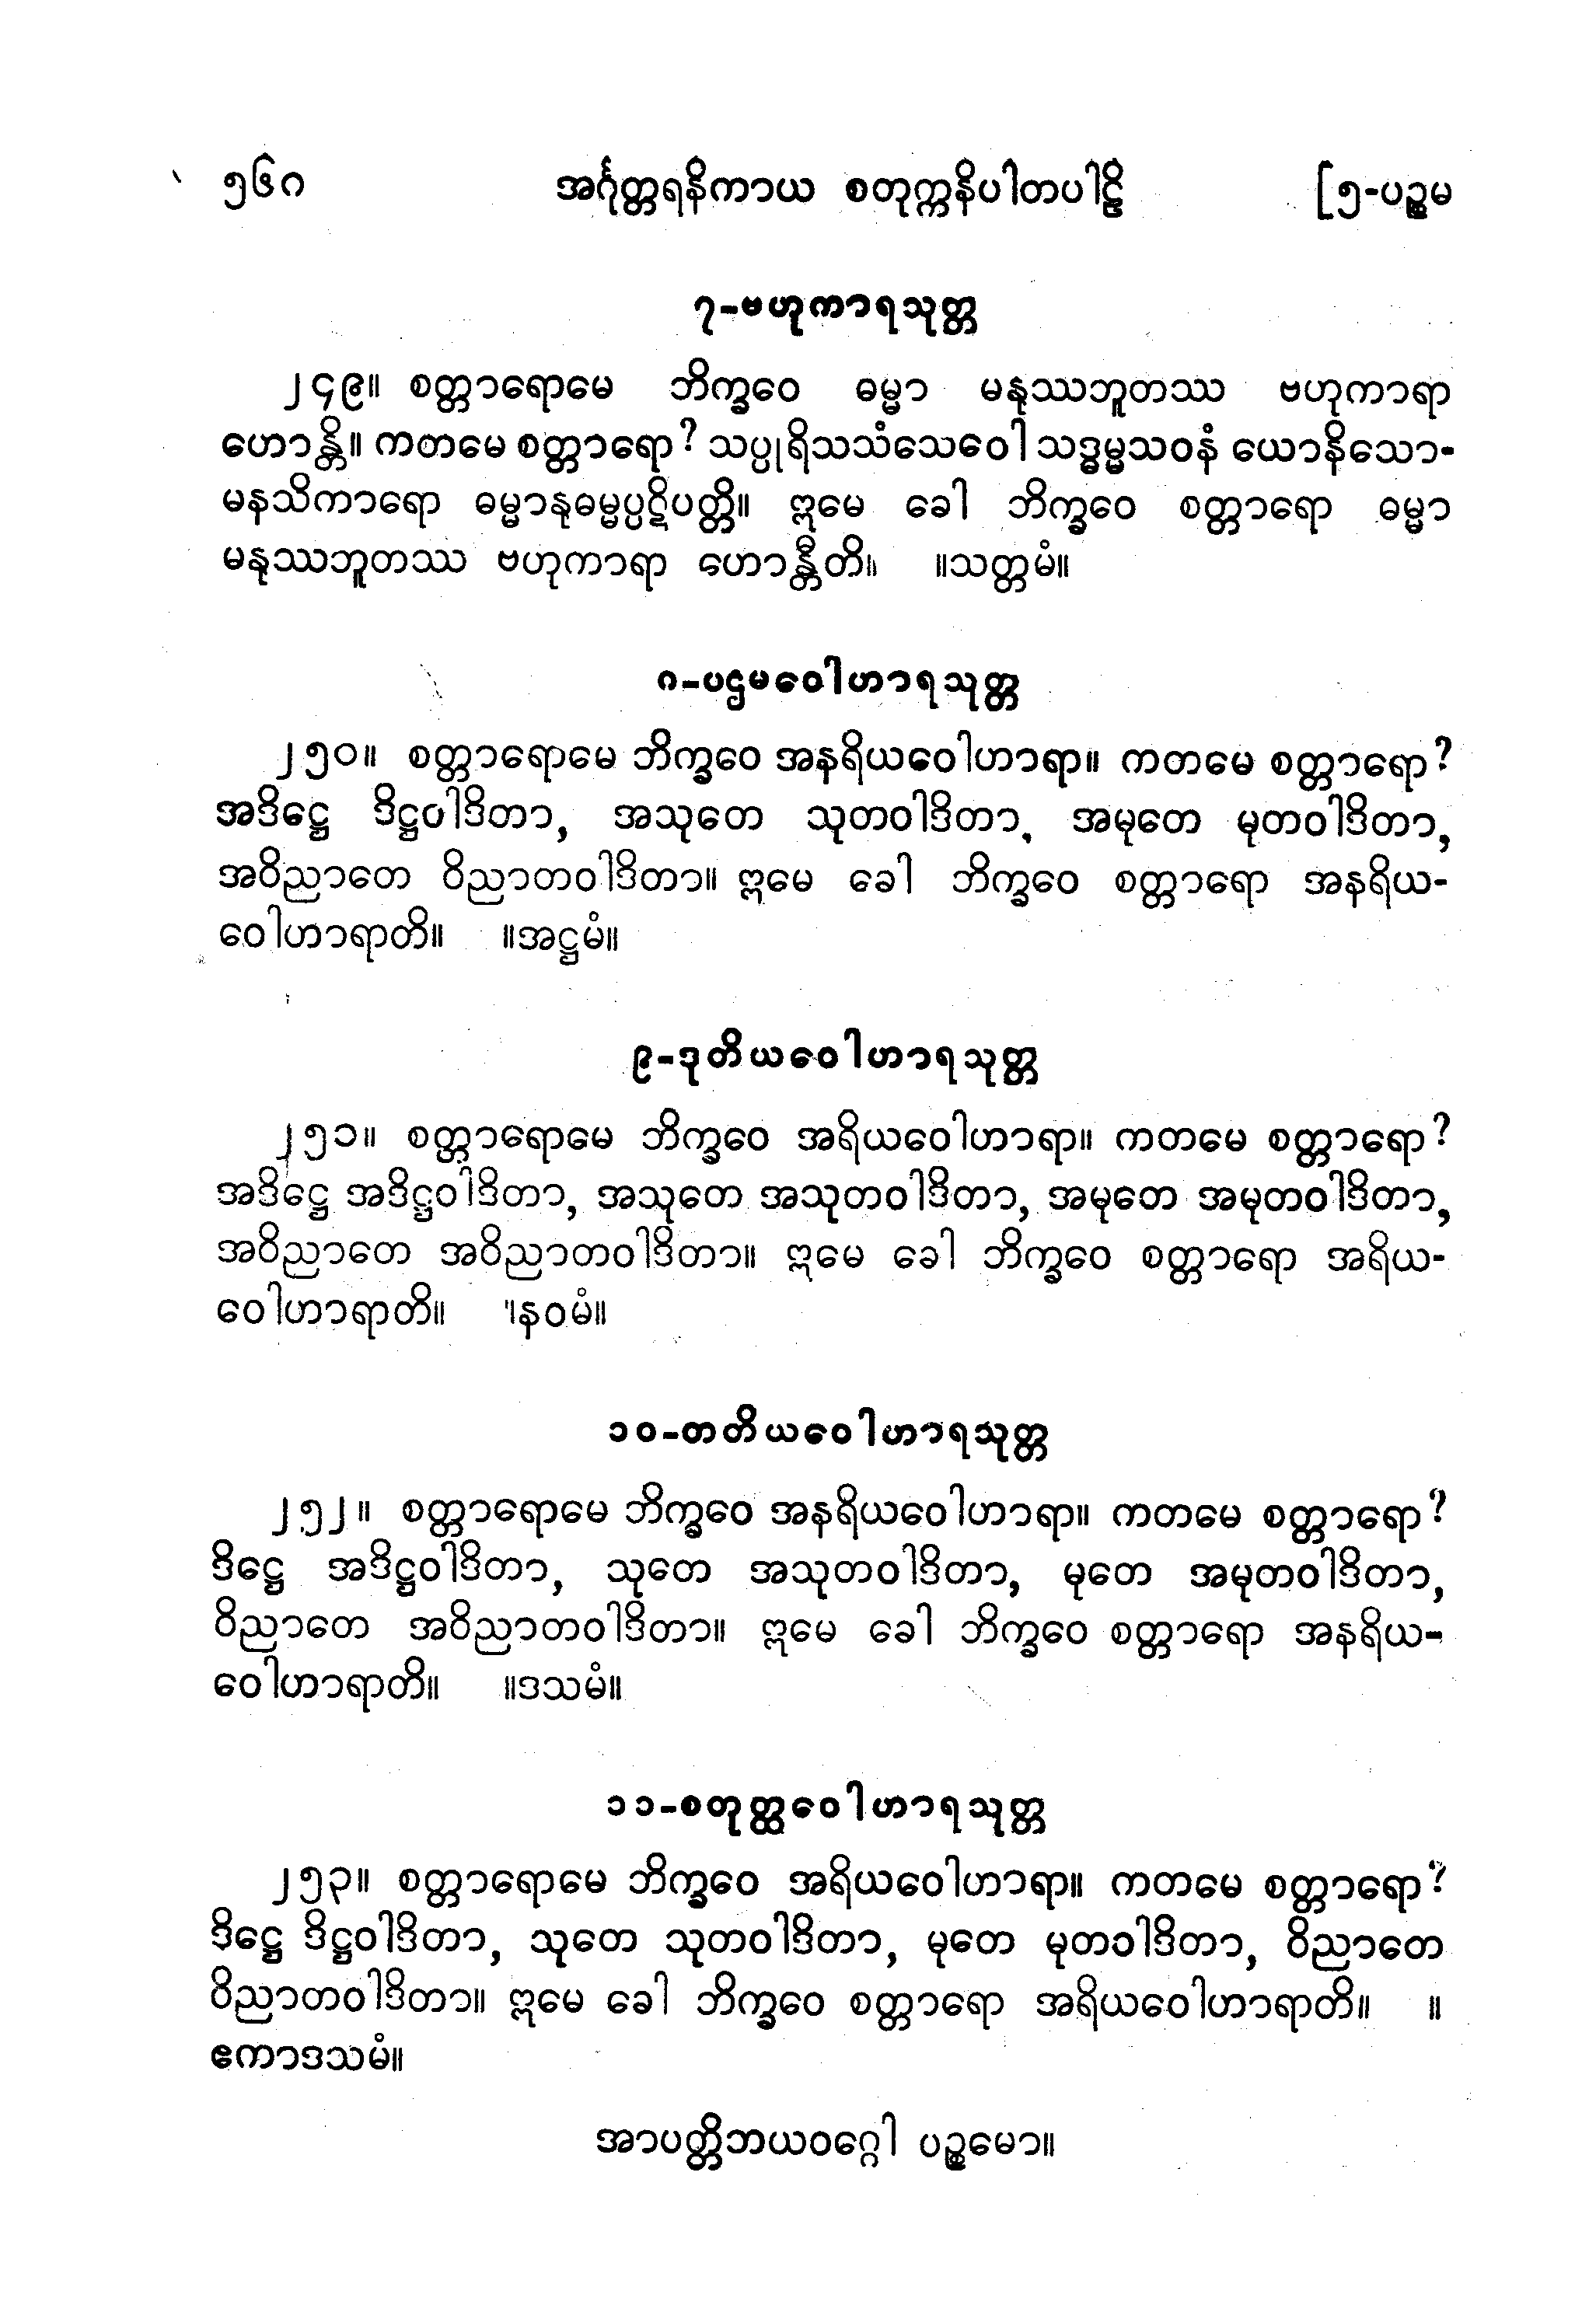 ၅၆၈ အင်္ဂုတ္တရနိကာယ စတုက္ကနိပါတပါဠိ [၅-ပဉ္စမ
၇-ဗဟုကာရသုတ္တ
၂၄၉။ စတ္တာရောမေ ဘိက္ခဝေ ဓမ္မာ မနုဿဘူတဿ ဗဟုကာရာ
ဟောန္တိ။ ကတမေ စတ္တာရော? သပ္ပုရိသသံသေဝေါ သဒ္ဓမ္မသဝနံ ယောနိသော-
မနသိကာရော ဓမ္မာနုဓမ္မပ္ပဋိပတ္တိ။ ဣမေ ခေါ ဘိက္ခဝေ စတ္တာရော ဓမ္မာ
မနုဿဘူတဿ ဗဟုကာရာ ဟောန္တီတိ။ ။သတ္တမံ။
၈-ပဌမဝေါဟာရသုတ္တ
၂၅၀။ စတ္တာရောမေ ဘိက္ခဝေ အနရိယဝေါဟာရာ။ ကတမေ စတ္တာရော?
အဒိဋ္ဌေ ဒိဋ္ဌဝါဒိတာ, အသုတေ သုတဝါဒိတာ, အမုတေ မုတဝါဒိတာ,
အဝိညာတေ ဝိညာတဝါဒိတာ။ ဣမေ ခေါ ဘိက္ခဝေ စတ္တာရော အနရိယ-
ဝေါဟာရာတိ။ ။အဋ္ဌမံ။
၉-ဒုတိယဝေါဟာရသုတ္တ
၂၅၁။ စတ္တာရောမေ ဘိက္ခဝေ အရိယဝေါဟာရာ။ ကတမေ စတ္တာရော?
အဒိဋ္ဌေ အဒိဋ္ဌဝါဒိတာ, အသုတေ အသုတဝါဒိတာ, အမုတေ အမုတဝါဒိတာ,
အဝိညာတေ အဝိညာတဝါဒိတာ။ ဣမေ ခေါ ဘိက္ခဝေ စတ္တာရော အရိယ-
ဝေါဟာရာတိ။ ။နဝမံ။
၁၀-တတိယဝေါဟာရသုတ္တ
၂၅၂။ စတ္တာရောမေ ဘိက္ခဝေ အနရိယဝေါဟာရာ။ ကတမေ စတ္တာရော?
ဒိဋ္ဌေ အဒိဋ္ဌဝါဒိတာ, သုတေ အသုတဝါဒိတာ, မုတေ အမုတဝါဒိတာ,
ဝိညာတေ အဝိညာတဝါဒိတာ။ ဣမေ ခေါ ဘိက္ခဝေ စတ္တာရော အနရိယ-
ဝေါဟာရာတိ။ ။ဒသမံ။
၁၁-စတုတ္ထဝေါဟာရသုတ္တ
၂၅၃။ စတ္တာရောမေ ဘိက္ခဝေ အရိယဝေါဟာရာ။ ကတမေ စတ္တာရော?
ဒိဋ္ဌေ ဒိဋ္ဌဝါဒိတာ, သုတေ သုတဝါဒိတာ, မုတေ မုတဝါဒိတာ, ဝိညာတေ
ဝိညာတဝါဒိတာ။ ဣမေ ခေါ ဘိက္ခဝေ စတ္တာရော အရိယဝေါဟာရာတိ။ ။
ဧကာဒသမံ။
အာပတ္တိဘယဝဂ္ဂေါ ပဉ္စမော။